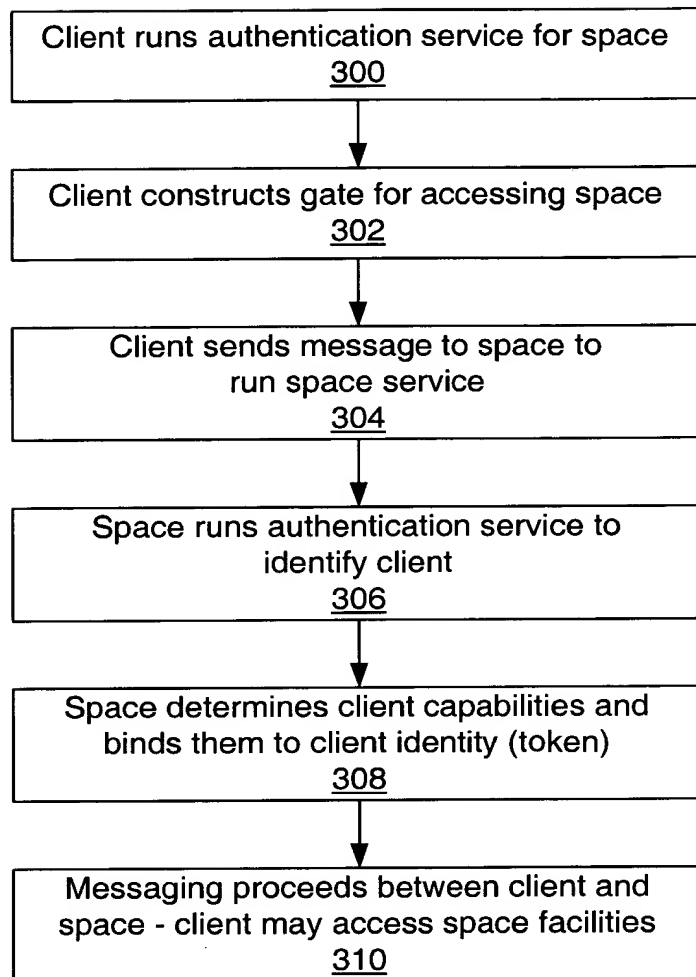 Client runs authentication service for space
300
Client constructs gate for accessing space
302
Client sends message to space to
run space service
304
Space runs authentication service to
identify client
306
Space determines client capabilities and
binds them to client identity (token)
308
Messaging proceeds between client and
space - client may access space facilities
310